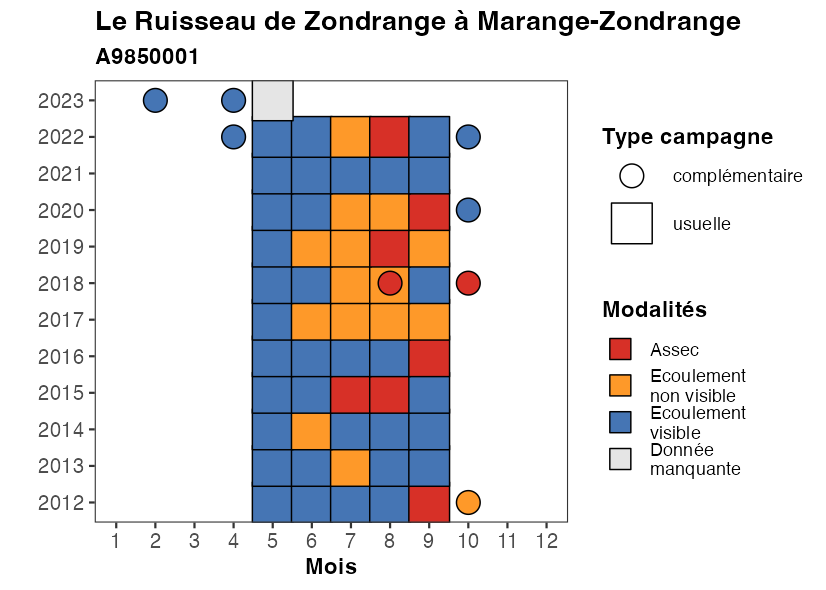 Le Ruisseau de Zondrange à Marange-Zondrange
A9850001
2023
2022
2021
2020
2019
2018
2017
2016
2015
2014
2013
2012
1 2 3 4 5 6 7 8 9 10 11 12
Mois
Type campagne
complémentaire
usuelle
Modalités
Assec
Ecoulement
non visible
Ecoulement
visible
Donnée
manquante